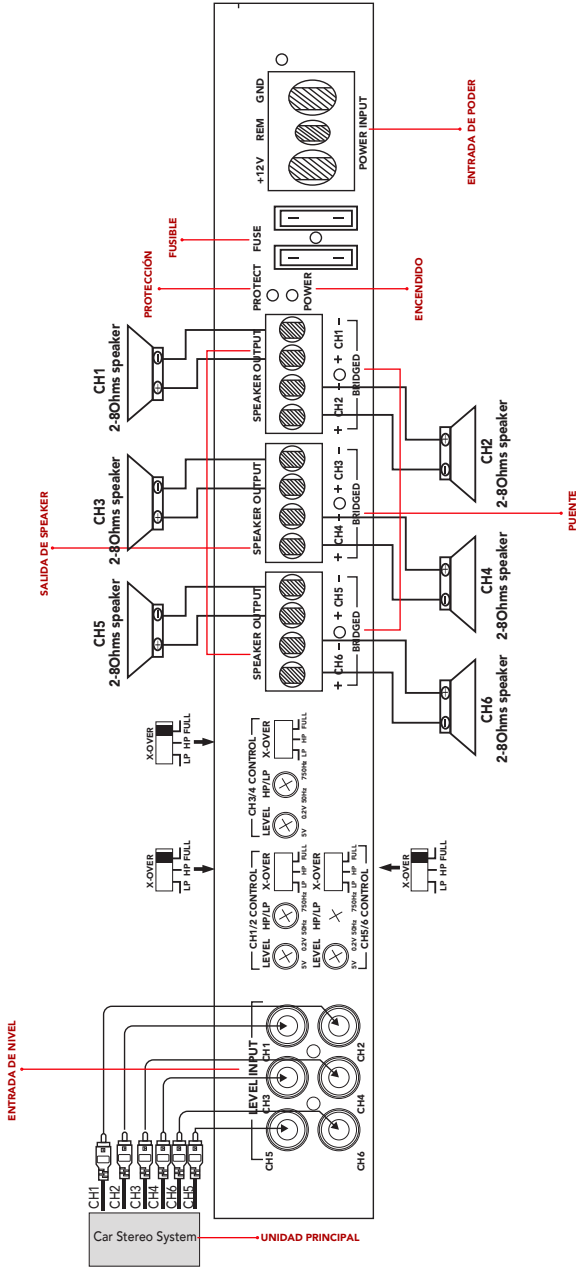 GND
REM
+12V
POWER INPUT
ENTRADA DE PODER
FUSIBLE
FUSE
PROTECCIÓN
PROTECT
POWER
ENCENDIDO
CH1
2-8Ohms speaker
CH3
2-8Ohms speaker
CH5
2-8Ohms speaker
SALIDA DE SPEAKER
SPEAKER OUTPUT
+ CH2 - + CH1 -
BRIDGED
SPEAKER OUTPUT
+ CH4 - + CH3 -
BRIDGED
SPEAKER OUTPUT
+ CH6 - + CH5 -
BRIDGED
PUENTE
CH2
2-8Ohms speaker
CH4
2-8Ohms speaker
CH6
2-8Ohms speaker
X-OVER
LP HP FULL
X-OVER
LP HP FULL
X-OVER
LP HP FULL
CH3/4 CONTROL
LEVEL HP/LP X-OVER
5V 0.2V 50Hz 750Hz LP HP FULL
CH1/2 CONTROL
LEVEL HP/LP X-OVER
5V 0.2V 50Hz 750Hz LP HP FULL
LEVEL HP/LP X-OVER
5V 0.2V 50Hz 750Hz LP HP FULL
CH5/6 CONTROL
ENTRADA DE NIVEL
LEVEL INPUT
CH1
CH3
CH5
CH2
CH4
CH6
CH1
CH2
CH3
CH4
CH6
CH5
Car Stereo System
UNIDAD PRINCIPAL